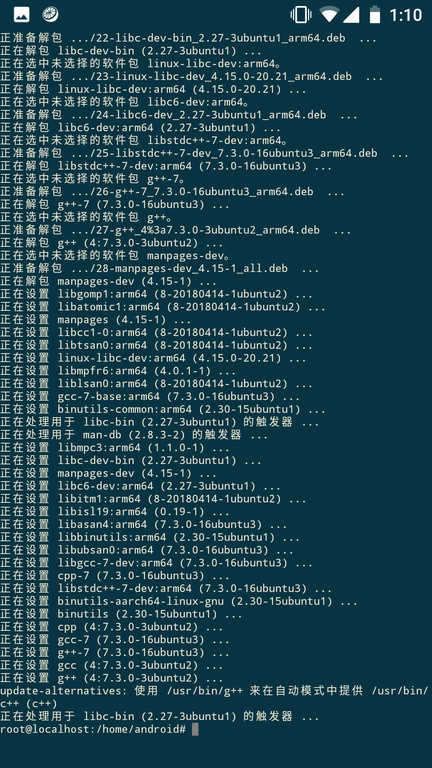 1:10
正准备解包 .../22-libc-dev-bin_2.27-3ubuntu1_arm64.deb  ...
正在解包 libc-dev-bin (2.27-3ubuntu1) ...
正在选中未选择的软件包 linux-libc-dev:arm64。
正准备解包 .../23-linux-libc-dev_4.15.0-20.21_arm64.deb  ...
正在解包 linux-libc-dev:arm64 (4.15.0-20.21) ...
正在选中未选择的软件包 libc6-dev:arm64。
正准备解包 .../24-libc6-dev_2.27-3ubuntu1_arm64.deb  ...
正在解包 libc6-dev:arm64 (2.27-3ubuntu1) ...
正在选中未选择的软件包 libstdc++-7-dev:arm64。
正准备解包 .../25-libstdc++-7-dev_7.3.0-16ubuntu3_arm64.deb  ...
正在解包 libstdc++-7-dev:arm64 (7.3.0-16ubuntu3) ...
正在选中未选择的软件包 g++-7。
正准备解包 .../26-g++-7_7.3.0-16ubuntu3_arm64.deb  ...
正在解包 g++-7 (7.3.0-16ubuntu3) ...
正在选中未选择的软件包 g++。
正准备解包 .../27-g++_4%3a7.3.0-3ubuntu2_arm64.deb  ...
正在解包 g++ (4:7.3.0-3ubuntu2) ...
正在选中未选择的软件包 manpages-dev。
正准备解包 .../28-manpages-dev_4.15-1_all.deb  ...
正在解包 manpages-dev (4.15-1) ...
正在设置 libgomp1:arm64 (8-20180414-1ubuntu2) ...
正在设置 libatomic1:arm64 (8-20180414-1ubuntu2) ...
正在设置 manpages (4.15-1) ...
正在设置 libcc1-0:arm64 (8-20180414-1ubuntu2) ...
正在设置 libtsan0:arm64 (8-20180414-1ubuntu2) ...
正在设置 linux-libc-dev:arm64 (4.15.0-20.21) ...
正在设置 libmpfr6:arm64 (4.0.1-1) ...
正在设置 liblsan0:arm64 (8-20180414-1ubuntu2) ...
正在设置 gcc-7-base:arm64 (7.3.0-16ubuntu3) ...
正在设置 binutils-common:arm64 (2.30-15ubuntu1) ...
正在处理用于 libc-bin (2.27-3ubuntu1) 的触发器 ...
正在处理用于 man-db (2.8.3-2) 的触发器 ...
正在设置 libmpc3:arm64 (1.1.0-1) ...
正在设置 libc-dev-bin (2.27-3ubuntu1) ...
正在设置 manpages-dev (4.15-1) ...
正在设置 libc6-dev:arm64 (2.27-3ubuntu1) ...
正在设置 libitm1:arm64 (8-20180414-1ubuntu2) ...
正在设置 libisl19:arm64 (0.19-1) ...
正在设置 libasan4:arm64 (7.3.0-16ubuntu3) ...
正在设置 libbinutils:arm64 (2.30-15ubuntu1) ...
正在设置 libubsan0:arm64 (7.3.0-16ubuntu3) ...
正在设置 libgcc-7-dev:arm64 (7.3.0-16ubuntu3) ...
正在设置 cpp-7 (7.3.0-16ubuntu3) ...
正在设置 libstdc++-7-dev:arm64 (7.3.0-16ubuntu3) ...
正在设置 binutils-aarch64-linux-gnu (2.30-15ubuntu1) ...
正在设置 binutils (2.30-15ubuntu1) ...
正在设置 cpp (4:7.3.0-3ubuntu2) ...
正在设置 gcc-7 (7.3.0-16ubuntu3) ...
正在设置 g++-7 (7.3.0-16ubuntu3) ...
正在设置 gcc (4:7.3.0-3ubuntu2) ...
正在设置 g++ (4:7.3.0-3ubuntu2) ...
update-alternatives: 使用 /usr/bin/g++ 来在自动模式中提供 /usr/bin/
c++ (c++)
正在处理用于 libc-bin (2.27-3ubuntu1) 的触发器 ...
root@localhost:/home/android#